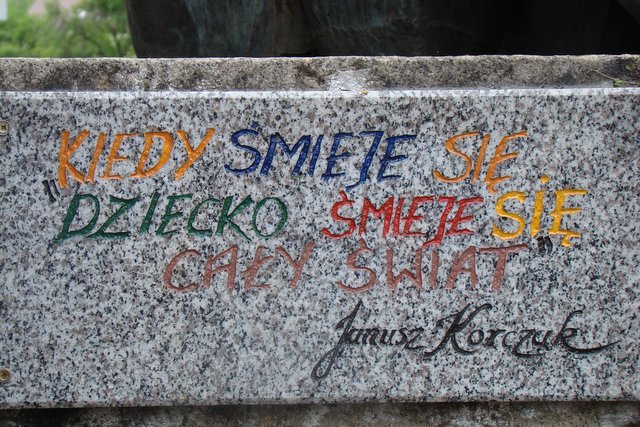 "KIEDY ŚMIEJE SIĘ
DZIECKO ŚMIEJE SIĘ
CAŁY ŚWIAT"
Janusz Korczak